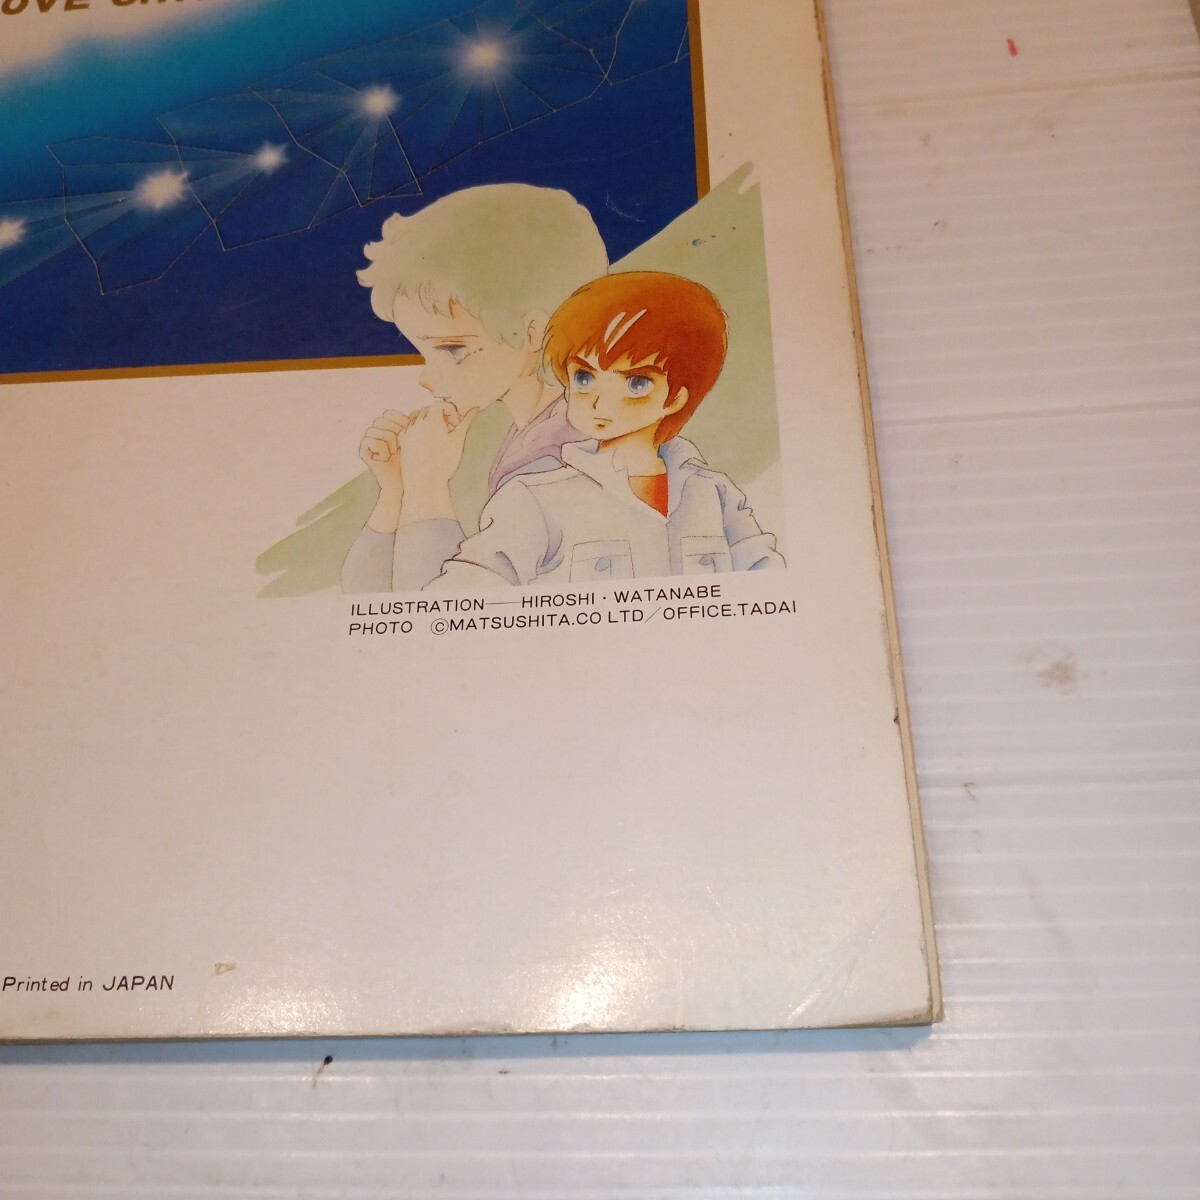 ILLUSTRATION──HIROSHI・WATANABE
PHOTO ©MATSUSHITA.CO LTD/OFFICE.TADAI
Printed in JAPAN